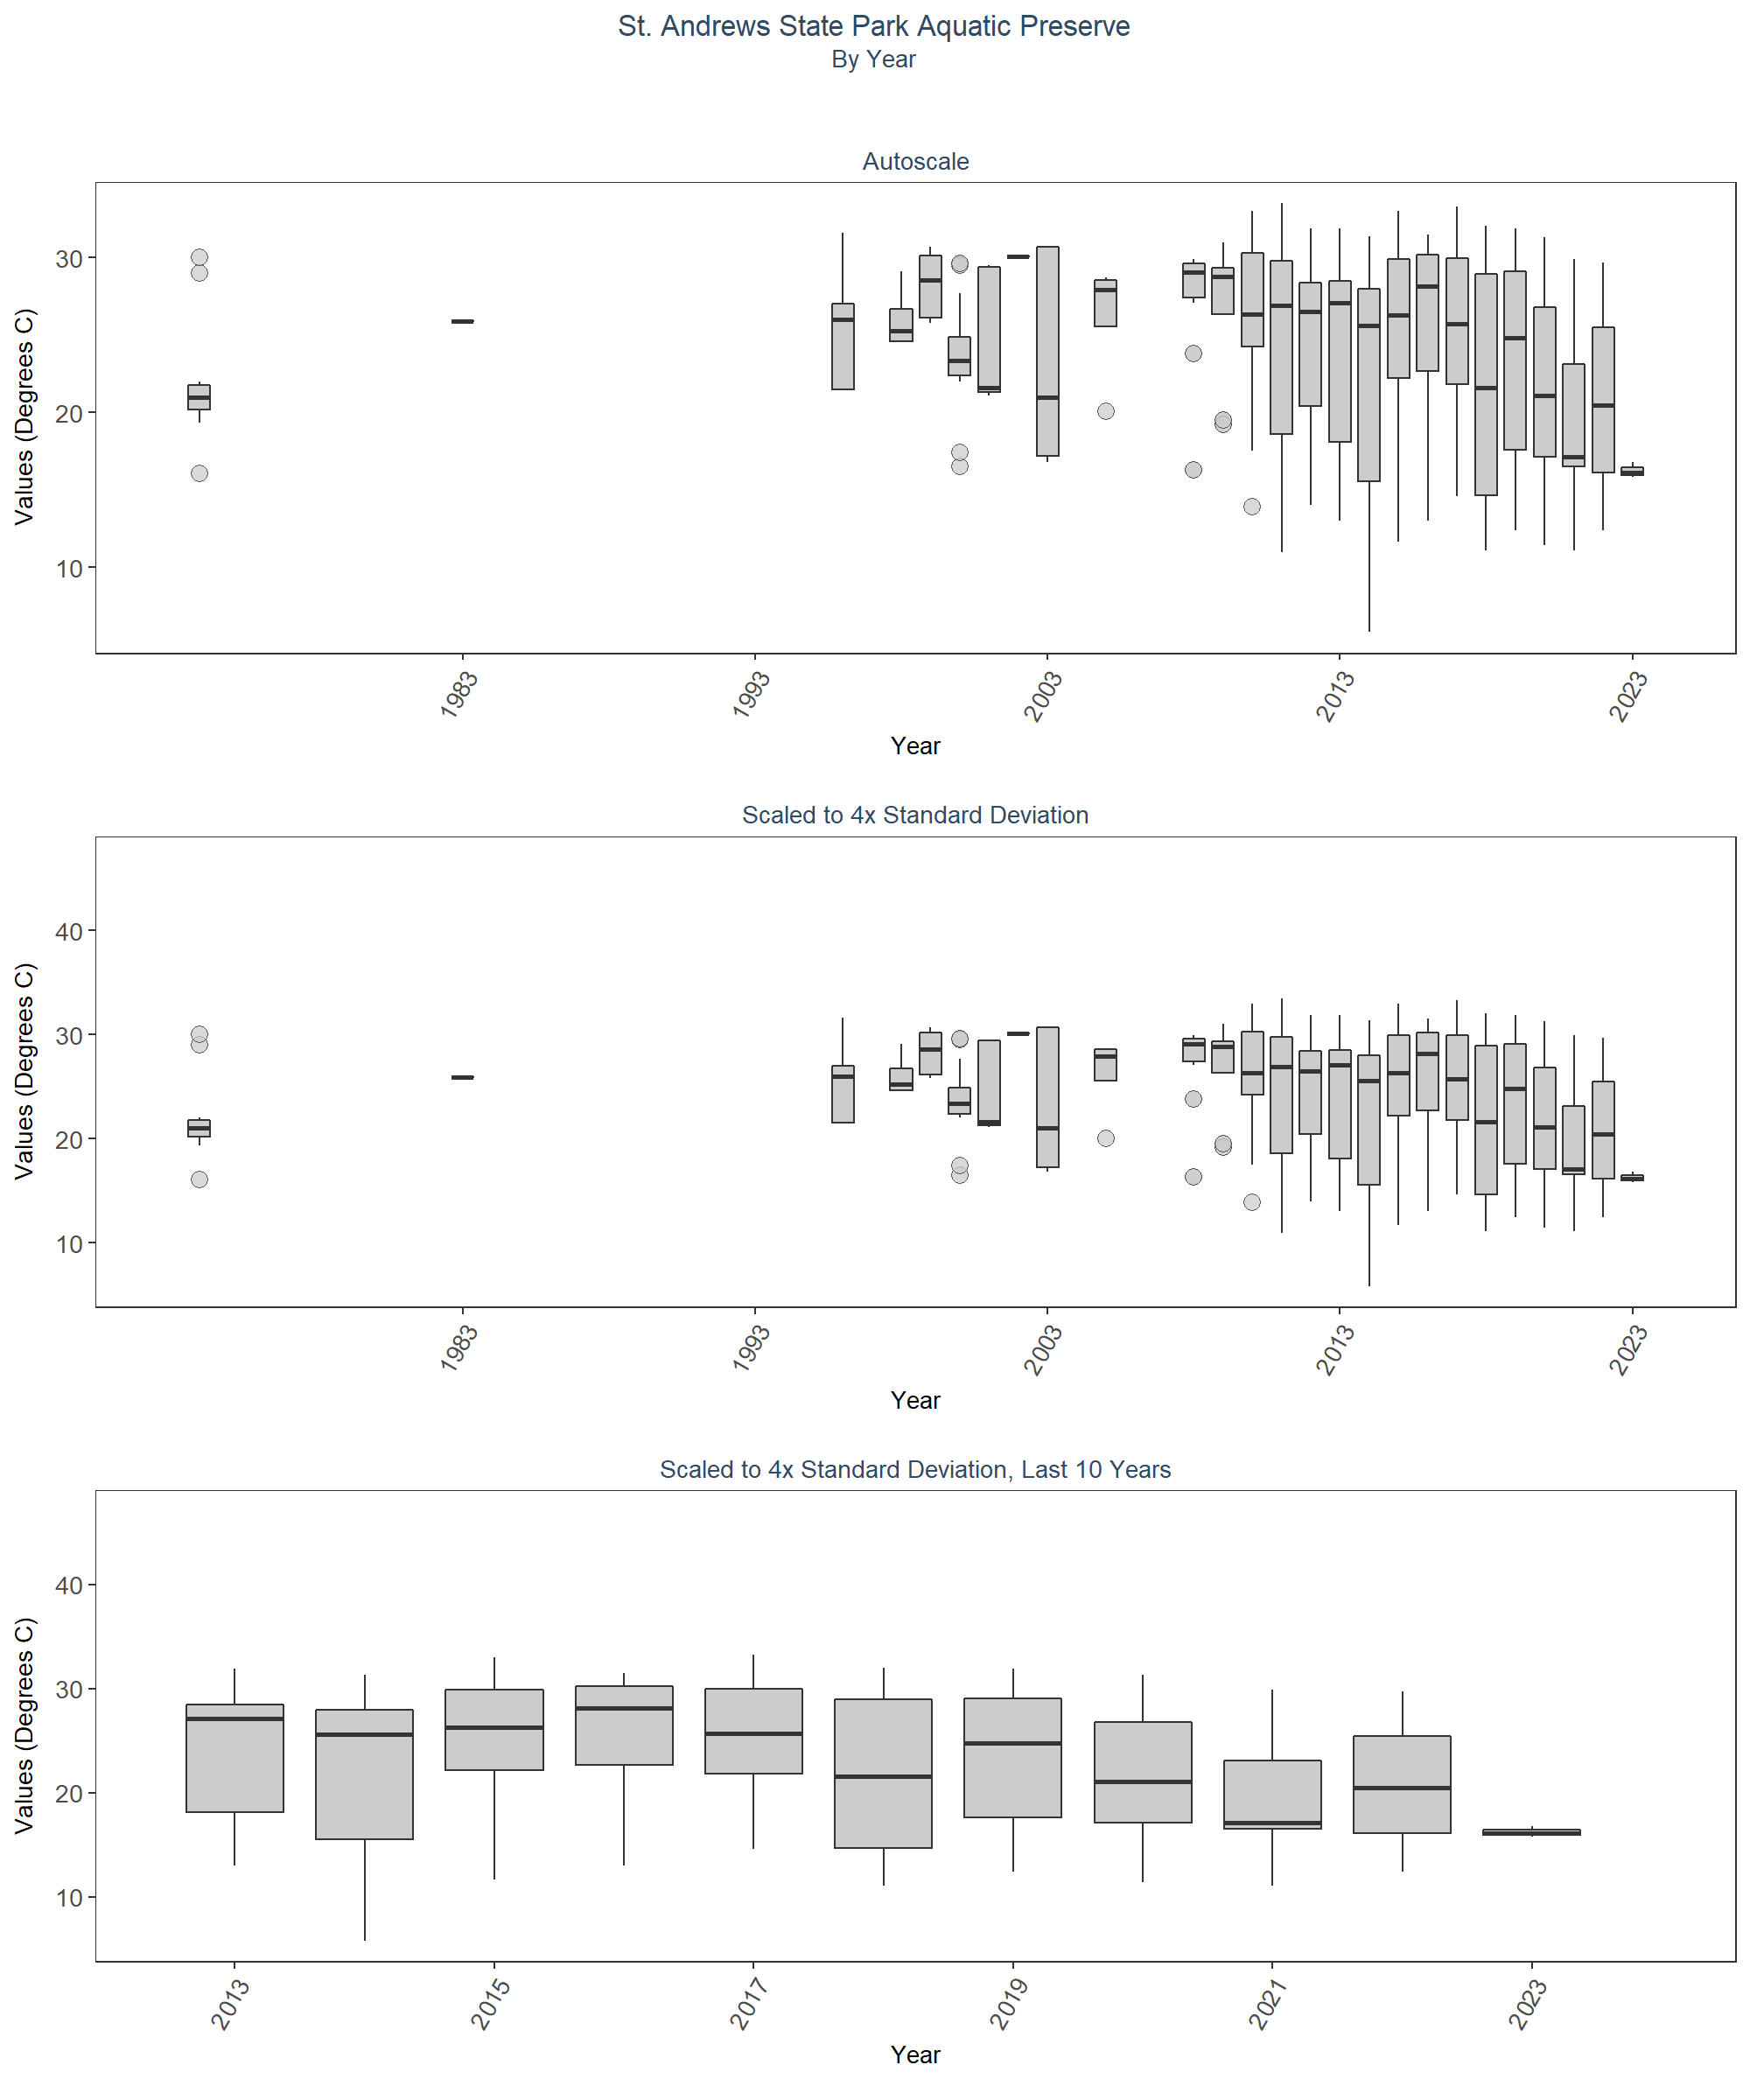 St. Andrews State Park Aquatic Preserve
By Year
Autoscale
Values (Degrees C)
30
20
10
1983
1993
2003
2013
2023
Year
Scaled to 4x Standard Deviation
Values (Degrees C)
40
30
20
10
1983
1993
2003
2013
2023
Year
Scaled to 4x Standard Deviation, Last 10 Years
Values (Degrees C)
40
30
20
10
2013
2015
2017
2019
2021
2023
Year